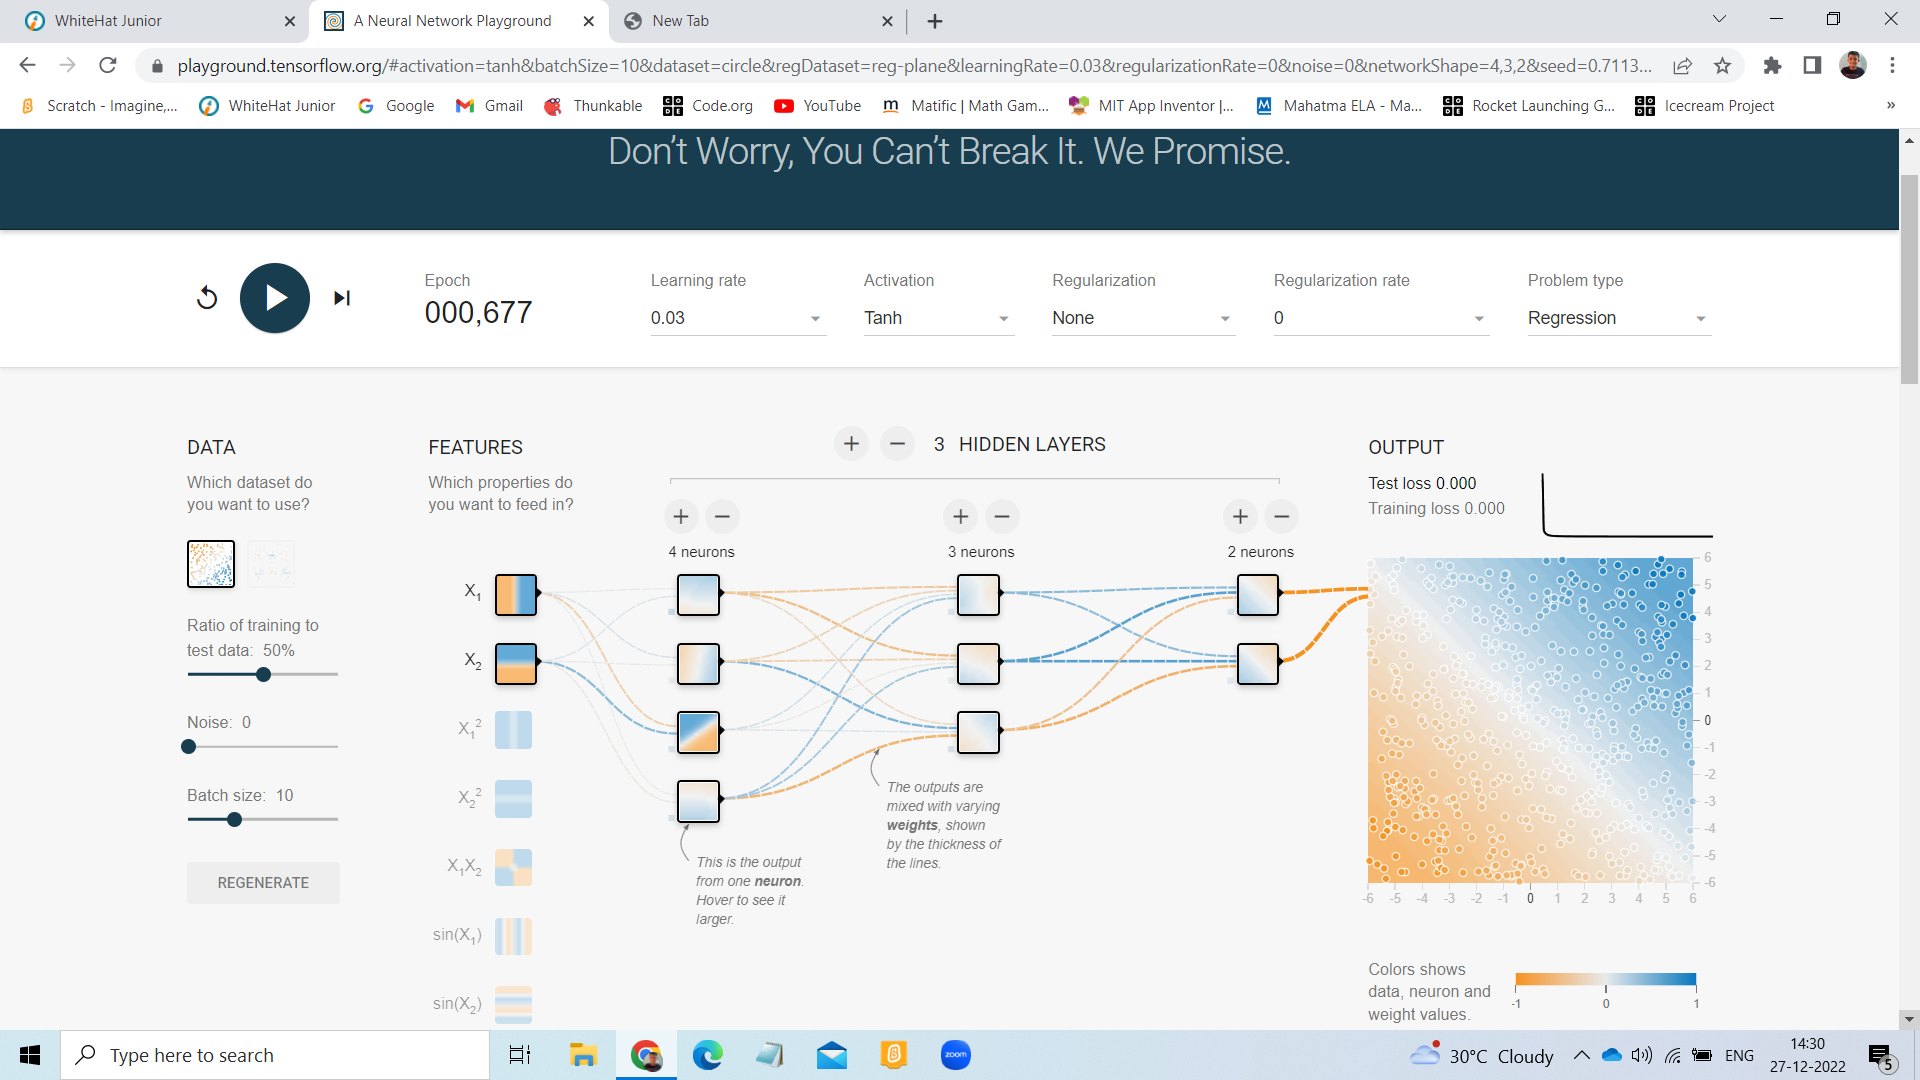 WhiteHat Junior
A Neural Network Playground
New Tab
playground.tensorflow.org/#activation=tanh&batchSize=10&dataset=circle&regDataset=reg-plane&learningRate=0.03&regularizationRate=0&noise=0&networkShape=4,3,2&seed=0.7113...
Scratch - Imagine,...
WhiteHat Junior
Google
Gmail
Thunkable
Code.org
YouTube
Matific | Math Gam...
MIT App Inventor |...
Mahatma ELA - Ma...
Rocket Launching G...
Icecream Project
»
Don't Worry, You Can't Break It. We Promise.
Epoch
000,677
Learning rate
0.03
Activation
Tanh
Regularization
None
Regularization rate
0
Problem type
Regression
DATA
Which dataset do
you want to use?
Ratio of training to
test data: 50%
Noise: 0
Batch size: 10
REGENERATE
FEATURES
Which properties do
you want to feed in?
X1
X2
X1²
X2²
X1X2
sin(X1)
sin(X2)
+ − 3 HIDDEN LAYERS
+ −
4 neurons
+ −
3 neurons
+ −
2 neurons
This is the output
from one neuron.
Hover to see it
larger.
The outputs are
mixed with varying
weights, shown
by the thickness of
the lines.
OUTPUT
Test loss 0.000
Training loss 0.000
6
5
4
3
2
1
0
-1
-2
-3
-4
-5
-6
-6 -5 -4 -3 -2 -1 0 1 2 3 4 5 6
Colors shows
data, neuron and
weight values.
-1 0 1
Type here to search
zoom
30°C Cloudy
ENG
14:30
27-12-2022
5